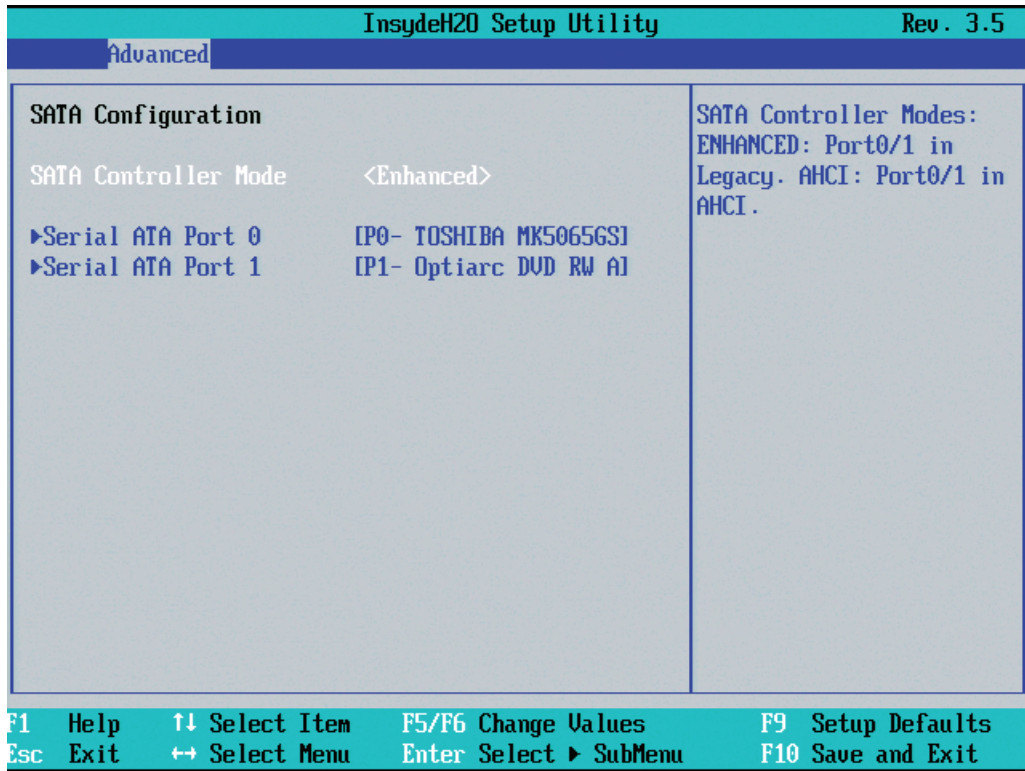 InsydeH2O Setup Utility Rev. 3.5
Advanced
SATA Configuration
SATA Controller Mode <Enhanced>
▶Serial ATA Port 0 [P0- TOSHIBA MK5065GS]
▶Serial ATA Port 1 [P1- Optiarc DVD RW A]
SATA Controller Modes:
ENHANCED: Port0/1 in
Legacy. AHCI: Port0/1 in
AHCI.
F1 Help ↑↓ Select Item F5/F6 Change Values F9 Setup Defaults
Esc Exit ↔ Select Menu Enter Select ▶ SubMenu F10 Save and Exit